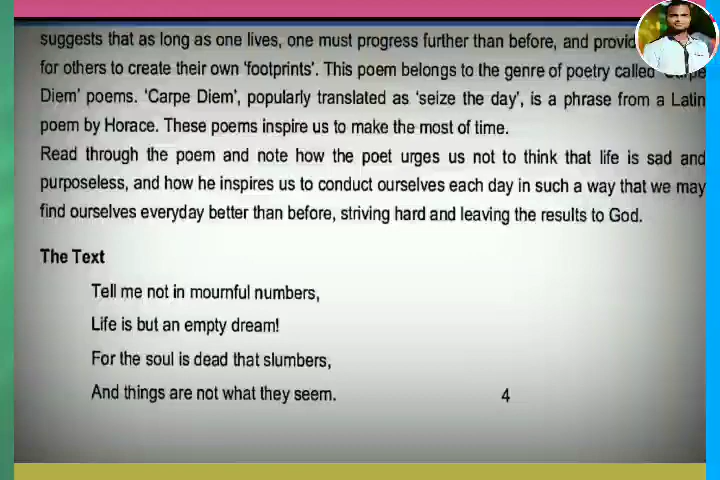 suggests that as long as one lives, one must progress further than before, and provid
for others to create their own 'footprints'. This poem belongs to the genre of poetry called
Diem' poems. 'Carpe Diem', popularly translated as 'seize the day', is a phrase from a Latin
poem by Horace. These poems inspire us to make the most of time.
Read through the poem and note how the poet urges us not to think that life is sad and
purposeless, and how he inspires us to conduct ourselves each day in such a way that we may
find ourselves everyday better than before, striving hard and leaving the results to God.
The Text
Tell me not in mournful numbers,
Life is but an empty dream!
For the soul is dead that slumbers,
And things are not what they seem. 4